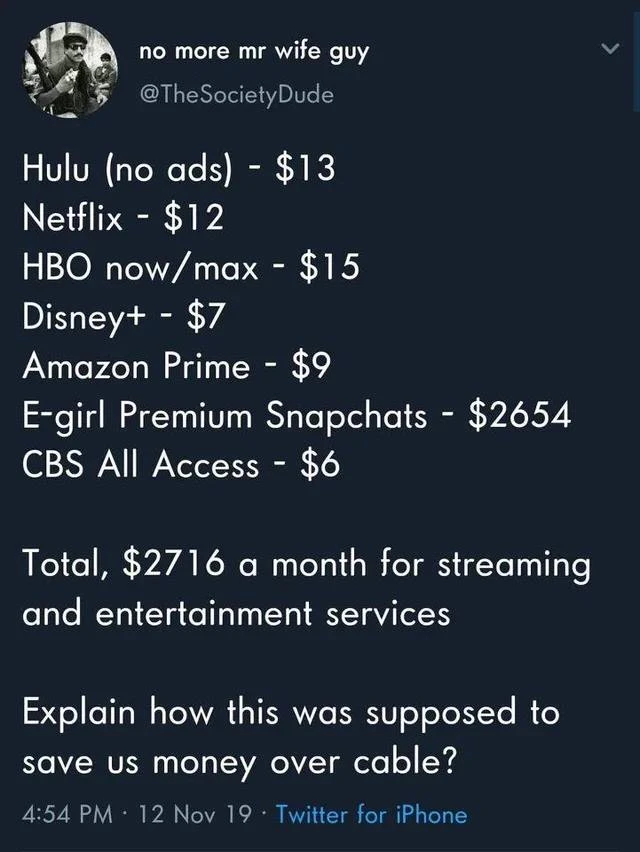 no more mr wife guy
@TheSocietyDude
Hulu (no ads) - $13
Netflix - $12
HBO now/max - $15
Disney+ - $7
Amazon Prime - $9
E-girl Premium Snapchats - $2654
CBS All Access - $6
Total, $2716 a month for streaming
and entertainment services
Explain how this was supposed to
save us money over cable?
4:54 PM · 12 Nov 19 · Twitter for iPhone